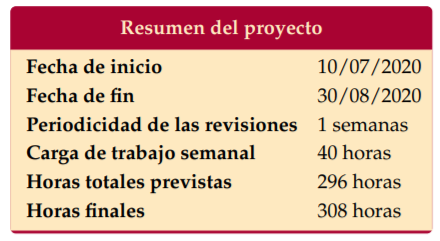 Resumen del proyecto
Fecha de inicio 10/07/2020
Fecha de fin 30/08/2020
Periodicidad de las revisiones 1 semanas
Carga de trabajo semanal 40 horas
Horas totales previstas 296 horas
Horas finales 308 horas